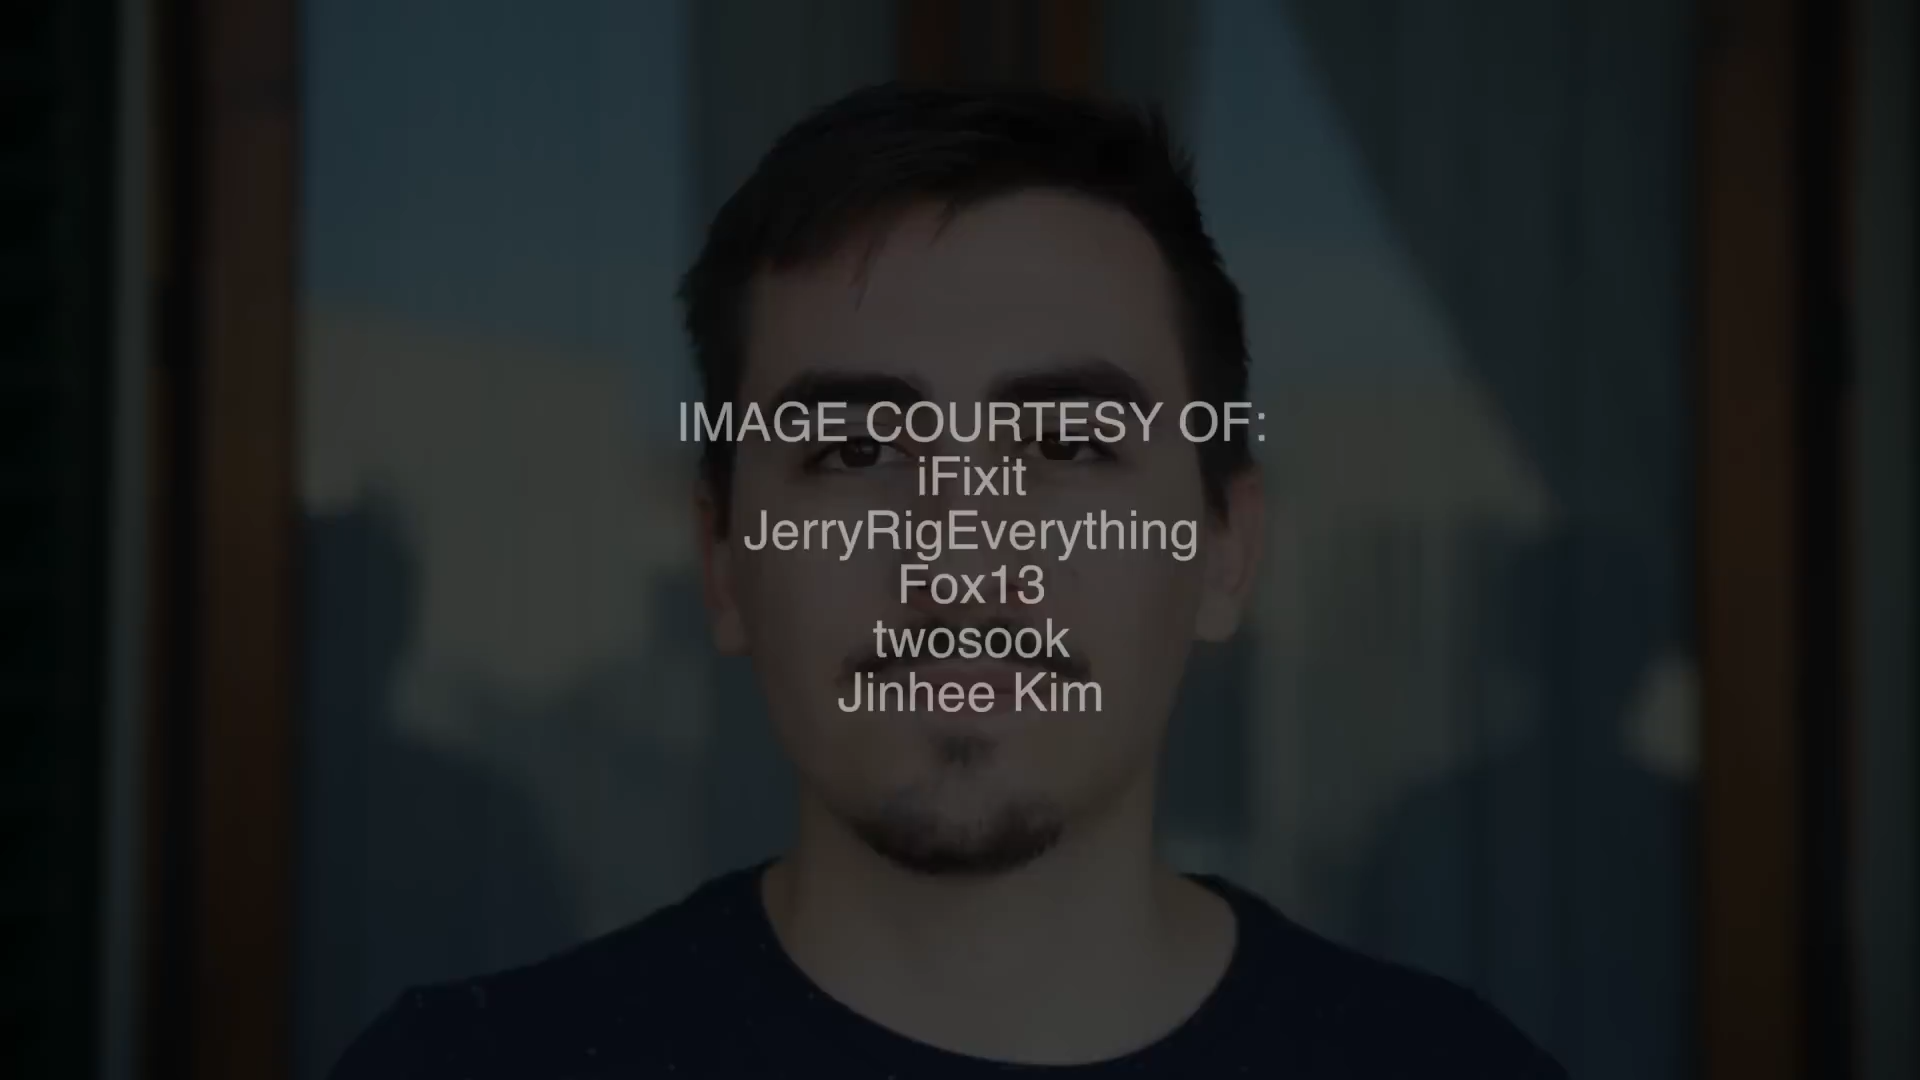 IMAGE COURTESY OF:
iFixit
JerryRigEverything
Fox13
twosook
Jinhee Kim